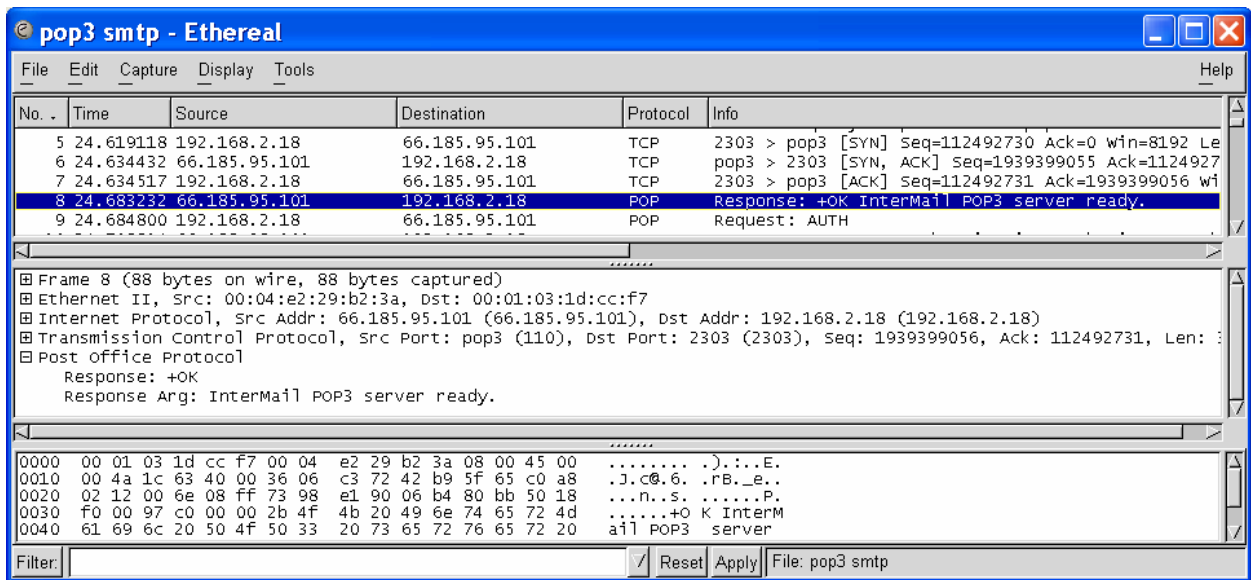 pop3 smtp - Ethereal
File Edit Capture Display Tools Help
No. Time Source Destination Protocol Info
5 24.619118 192.168.2.18 66.185.95.101 TCP 2303 > pop3 [SYN] Seq=112492730 Ack=0 Win=8192 Le
6 24.634432 66.185.95.101 192.168.2.18 TCP pop3 > 2303 [SYN, ACK] Seq=1939399055 Ack=1124927
7 24.634517 192.168.2.18 66.185.95.101 TCP 2303 > pop3 [ACK] Seq=112492731 Ack=1939399056 Wi
8 24.683232 66.185.95.101 192.168.2.18 POP Response: +OK InterMail POP3 server ready.
9 24.684800 192.168.2.18 66.185.95.101 POP Request: AUTH
Frame 8 (88 bytes on wire, 88 bytes captured)
Ethernet II, Src: 00:04:e2:29:b2:3a, Dst: 00:01:03:1d:cc:f7
Internet Protocol, Src Addr: 66.185.95.101 (66.185.95.101), Dst Addr: 192.168.2.18 (192.168.2.18)
Transmission Control Protocol, Src Port: pop3 (110), Dst Port: 2303 (2303), Seq: 1939399056, Ack: 112492731, Len:
Post Office Protocol
Response: +OK
Response Arg: InterMail POP3 server ready.
0000 00 01 03 1d cc f7 00 04 e2 29 b2 3a 08 00 45 00 ........ .).:..E.
0010 00 4a 1c 63 40 00 36 06 c3 72 42 b9 5f 65 c0 a8 .J.c@.6. .rB._e..
0020 02 12 00 6e 08 ff 73 98 e1 90 06 b4 80 bb 50 18 ...n..s. ......P.
0030 f0 00 97 c0 00 00 2b 4f 4b 20 49 6e 74 65 72 4d ......+O K InterM
0040 61 69 6c 20 50 4f 50 33 20 73 65 72 76 65 72 20 ail POP3 server
Filter: Reset Apply File: pop3 smtp